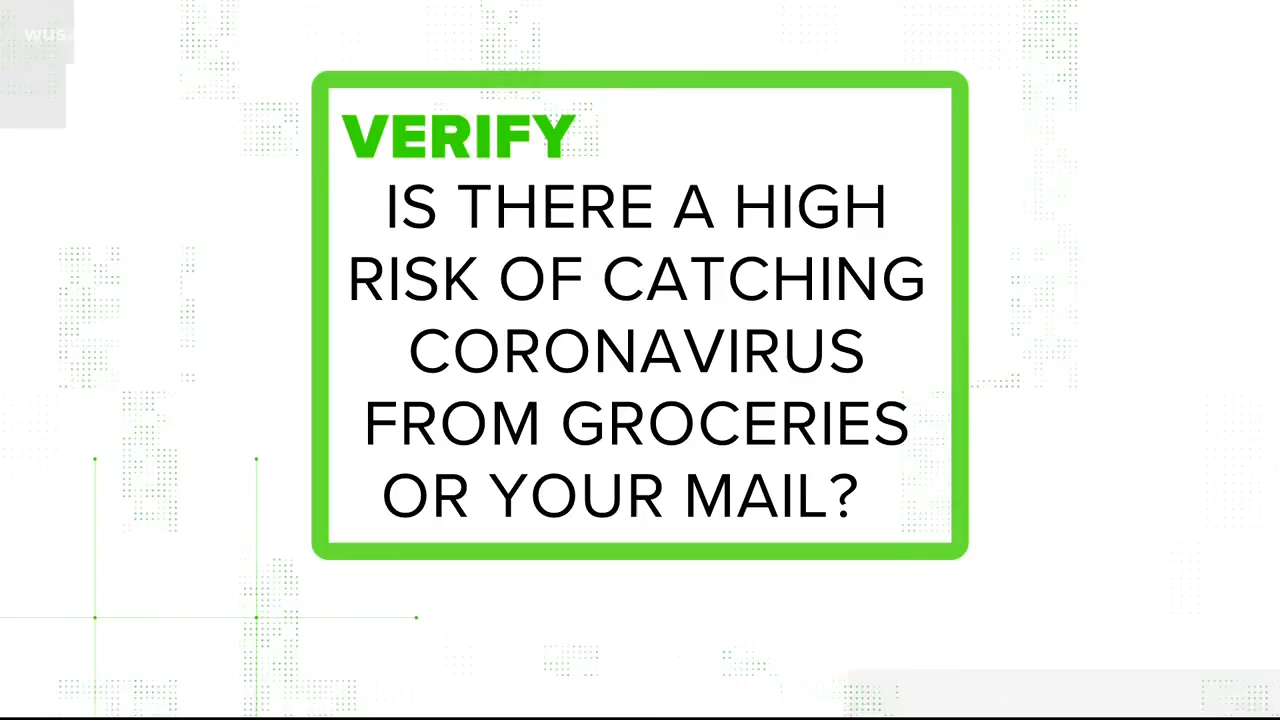 VERIFY
IS THERE A HIGH
RISK OF CATCHING
CORONAVIRUS
FROM GROCERIES
OR YOUR MAIL?